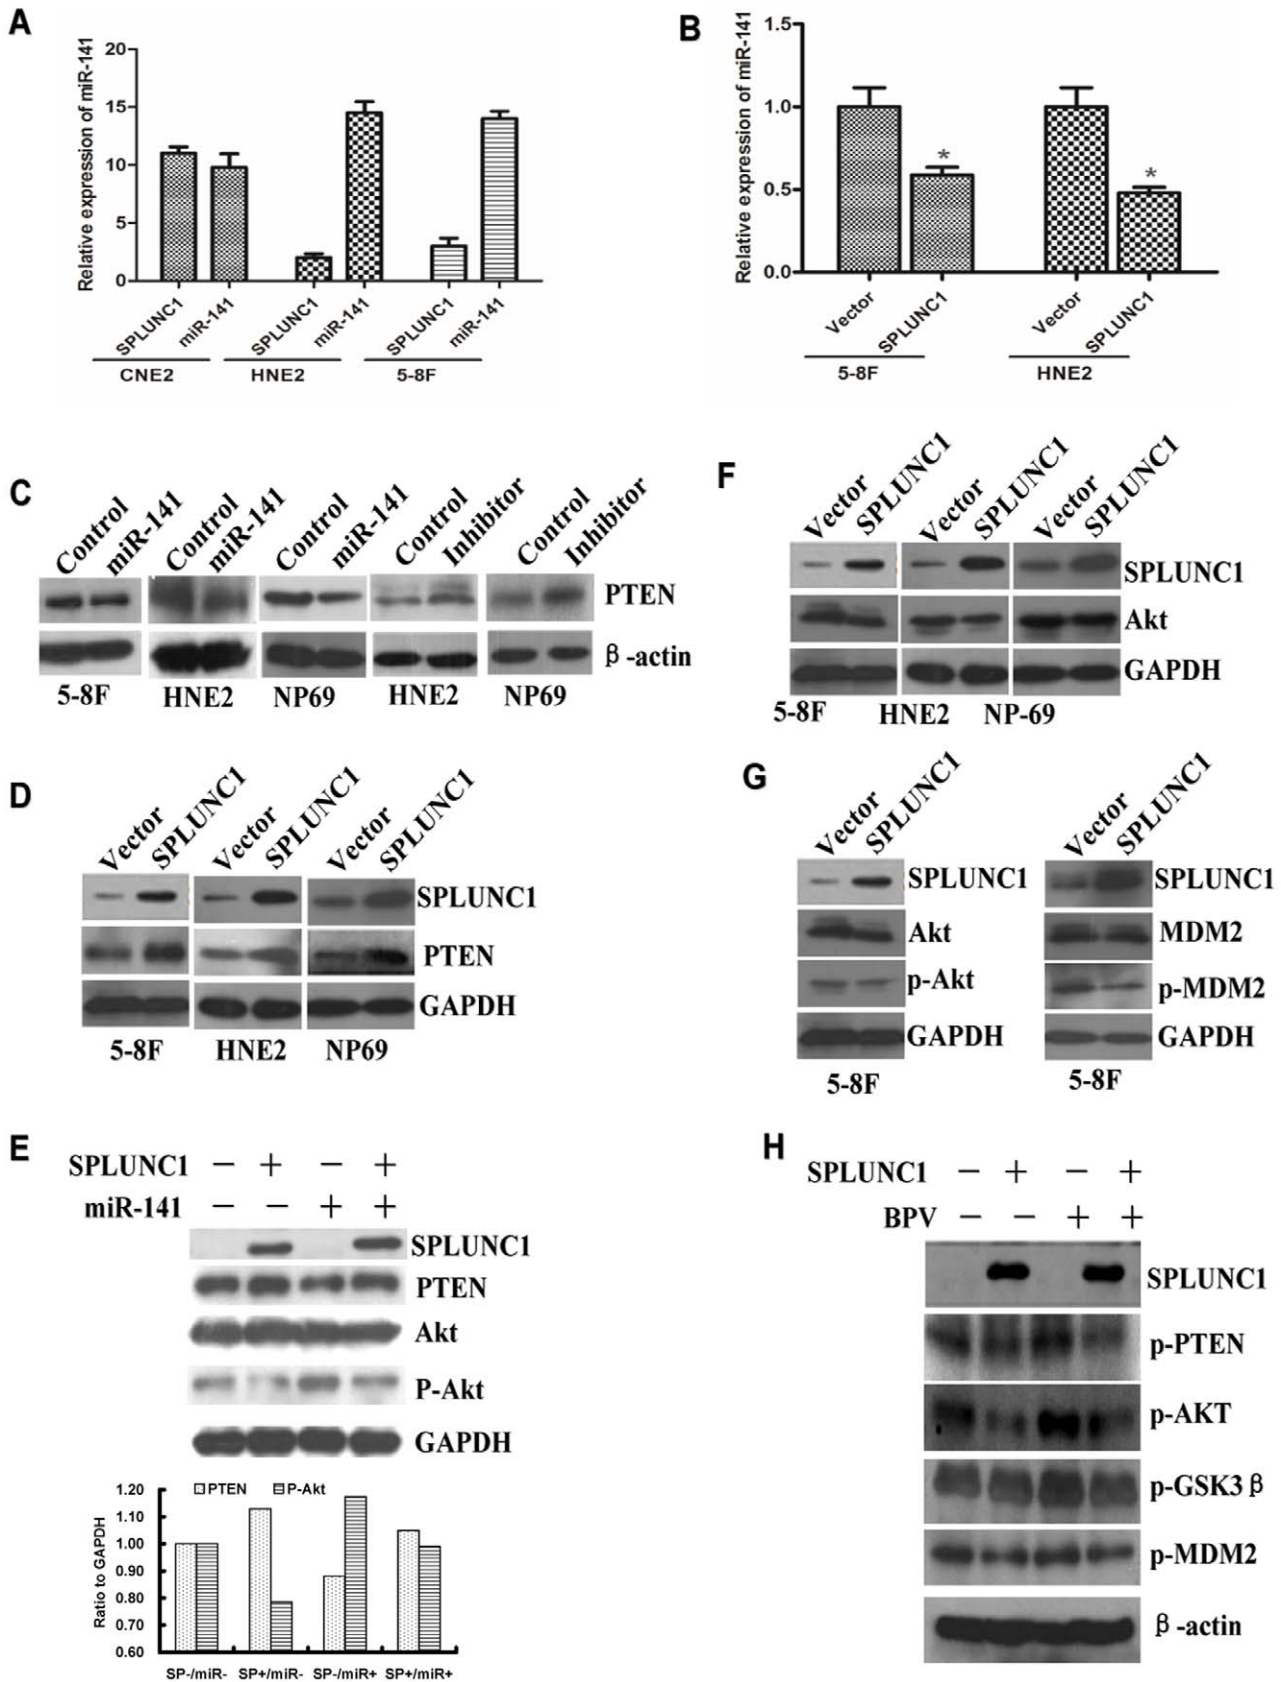 A
Relative expression of miR-141
20
15
10
5
0
SPLUNC1 miR-141 SPLUNC1 miR-141 SPLUNC1 miR-141
CNE2 HNE2 5-8F
B
Relative expression of miR-141
1.5
1.0
0.5
0.0
* *
Vector SPLUNC1 Vector SPLUNC1
5-8F HNE2
C
Control miR-141 Control miR-141 Control miR-141 Control Inhibitor Control Inhibitor
PTEN
β-actin
5-8F HNE2 NP69 HNE2 NP69
D
Vector SPLUNC1 Vector SPLUNC1 Vector SPLUNC1
SPLUNC1
PTEN
GAPDH
5-8F HNE2 NP69
E
SPLUNC1 − + − +
miR-141 − − + +
SPLUNC1
PTEN
Akt
P-Akt
GAPDH
PTEN P-Akt
Ratio to GAPDH
1.20
1.10
1.00
0.90
0.80
0.70
0.60
SP-/miR- SP+/miR- SP-/miR+ SP+/miR+
F
Vector SPLUNC1 Vector SPLUNC1 Vector SPLUNC1
SPLUNC1
Akt
GAPDH
5-8F HNE2 NP-69
G
Vector SPLUNC1 Vector SPLUNC1
SPLUNC1 SPLUNC1
Akt MDM2
p-Akt p-MDM2
GAPDH GAPDH
5-8F 5-8F
H
SPLUNC1 − + − +
BPV − − + +
SPLUNC1
p-PTEN
p-AKT
p-GSK3β
p-MDM2
β-actin